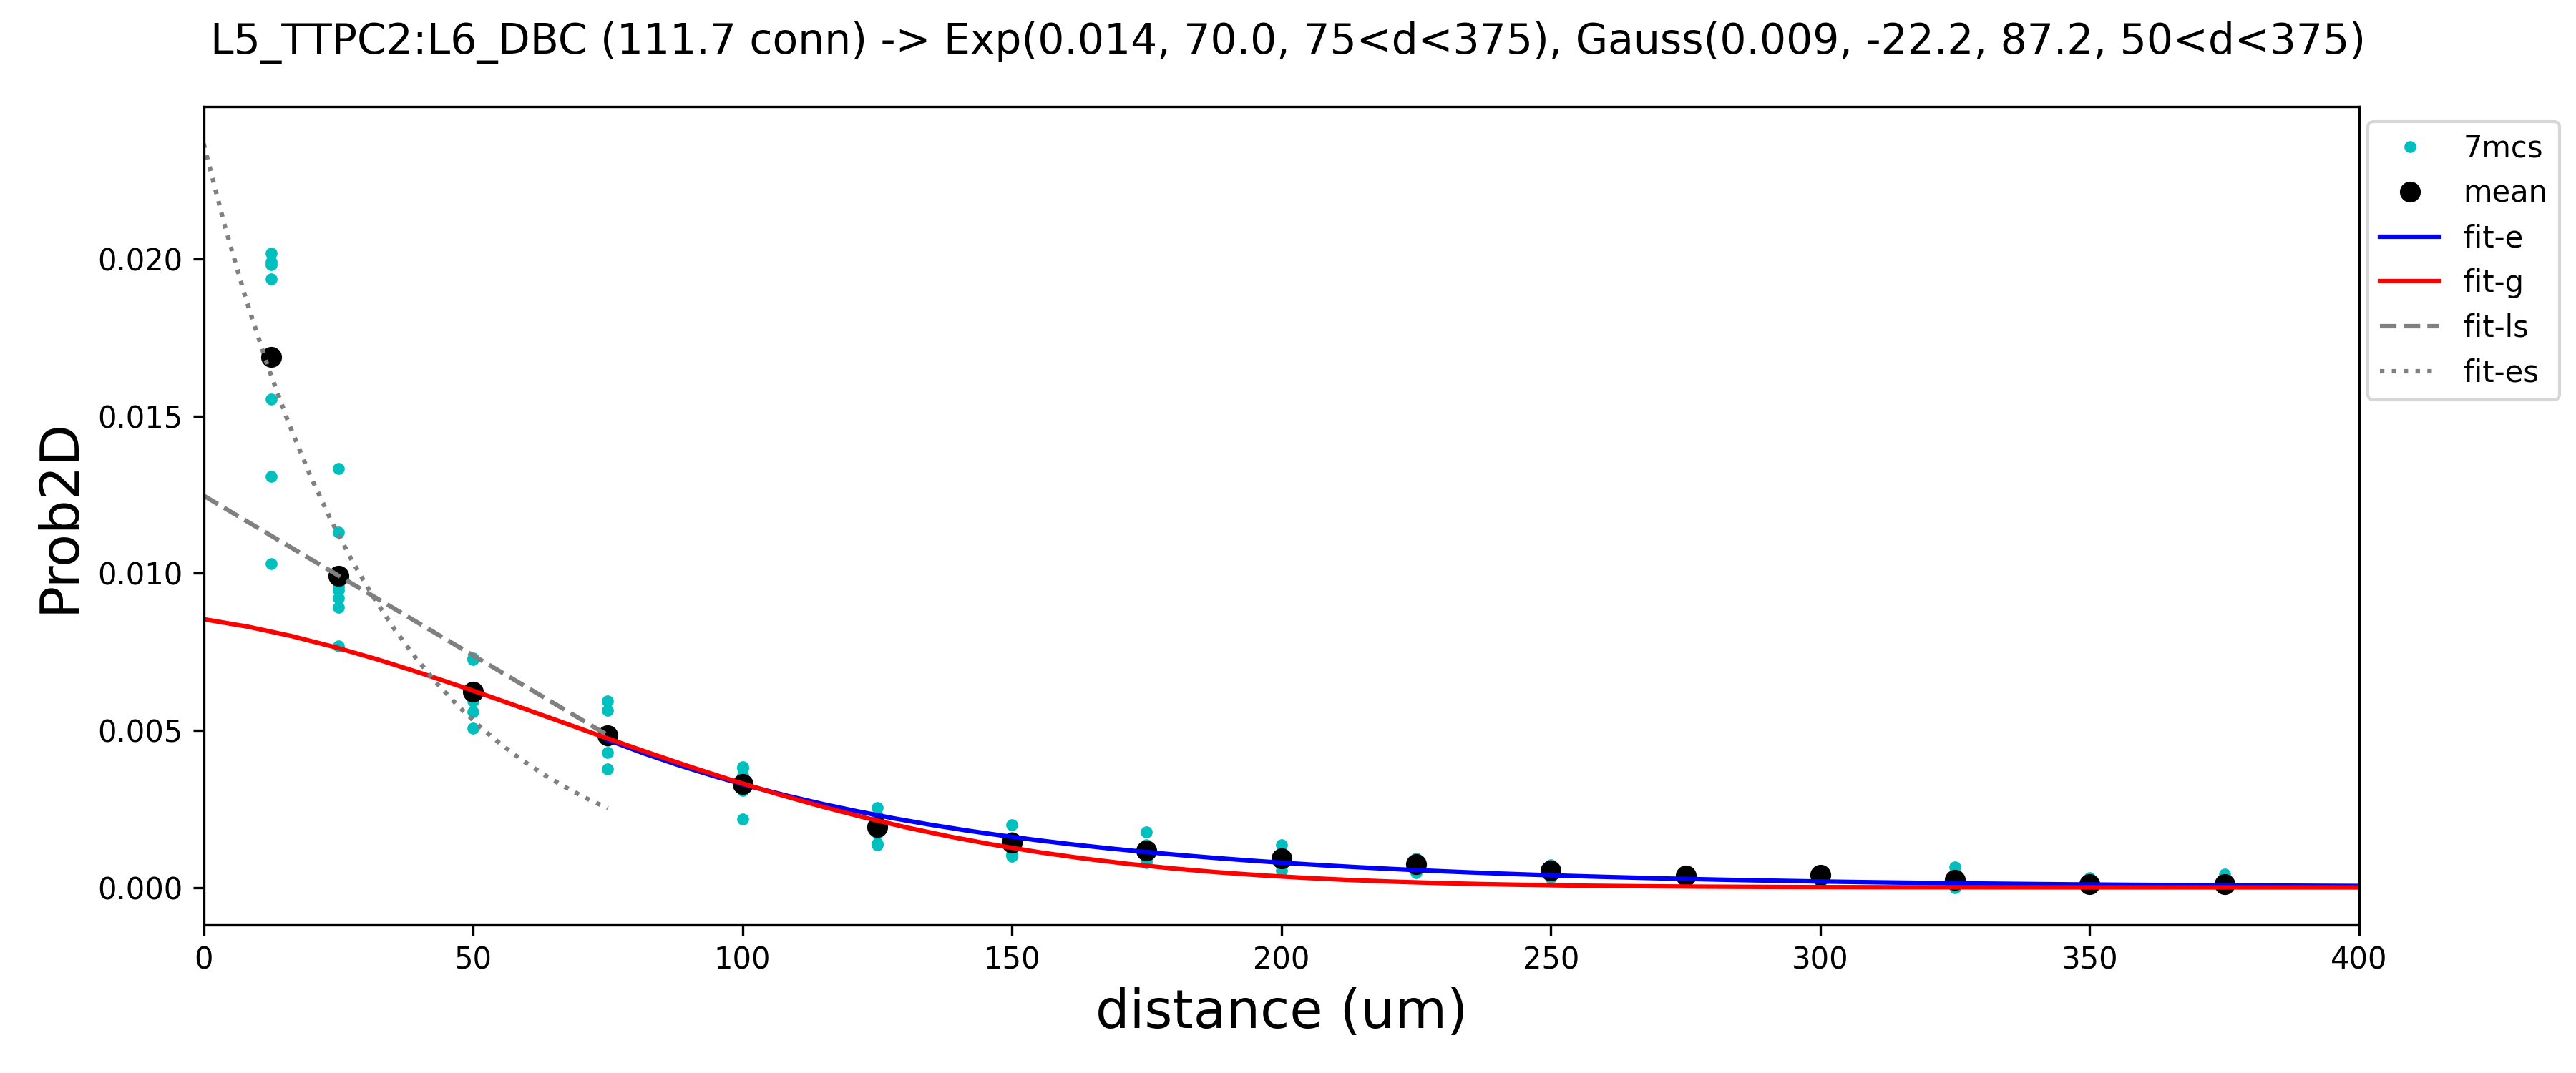 L5_TTPC2:L6_DBC (111.7 conn) -> Exp(0.014, 70.0, 75<d<375), Gauss(0.009, -22.2, 87.2, 50<d<375)
7mcs
mean
fit-e
fit-g
fit-ls
fit-es
Prob2D
0.020
0.015
0.010
0.005
0.000
0 50 100 150 200 250 300 350 400
distance (um)